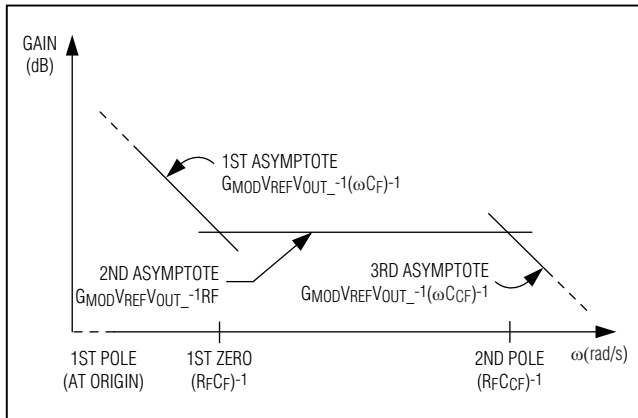 GAIN
(dB)
1ST ASYMPTOTE
GMODVREFVOUT_-1(ωCF)-1
2ND ASYMPTOTE
GMODVREFVOUT_-1RF
3RD ASYMPTOTE
GMODVREFVOUT_-1(ωCCF)-1
1ST POLE
(AT ORIGIN)
1ST ZERO
(RFCF)-1
2ND POLE
(RFCCF)-1
ω(rad/s)